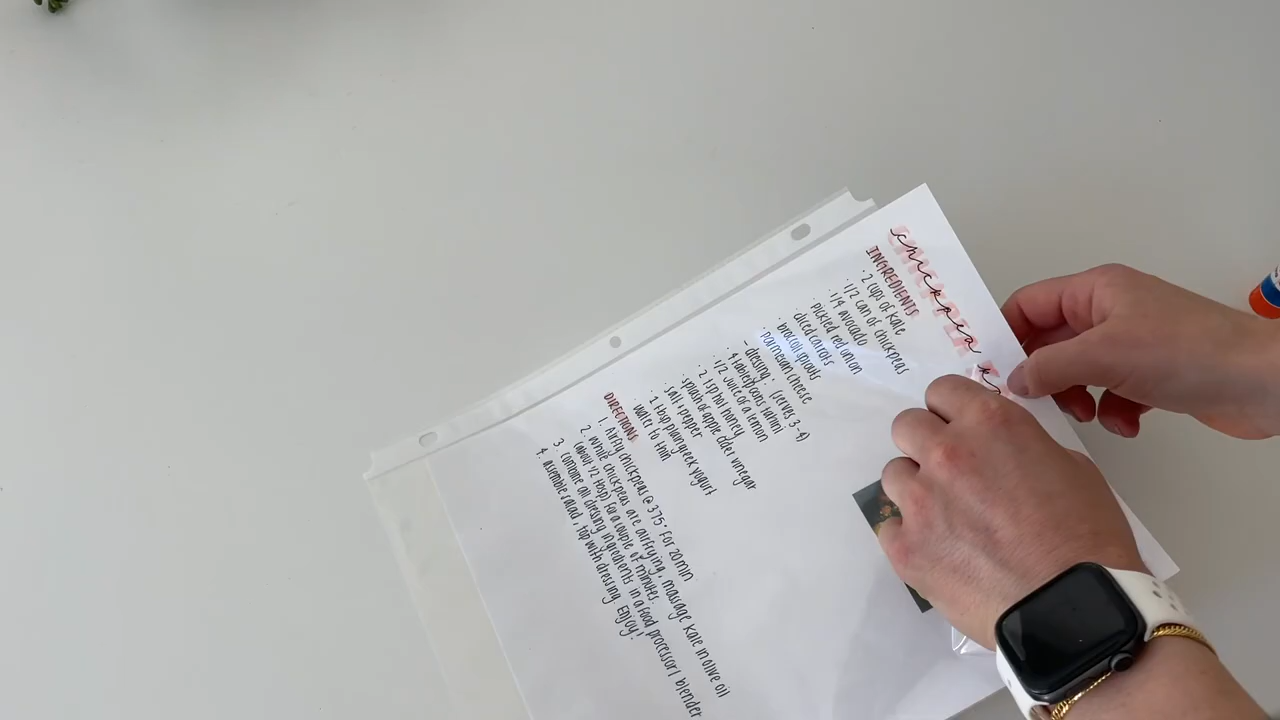 chickpea
INGREDIENTS
· 2 cups of kale
· 1/2 can of chickpeas
· 1/4 avocado
· pickled red onion
· diced carrots
· broccoli sprouts
· parmesan cheese
- dressing: (serves 3-4)
· 4 tablespoons tahini
· 1/2 juice of a lemon
· 2 tsp hot honey
· splash of apple cider vinegar
· salt + pepper
· 1 tbsp plain greek yogurt
· water to thin
DIRECTIONS
1. Airfry chickpeas @ 375° for 20min
2. while chickpeas are airfrying, massage kale in olive oil
(about 1/2 tbsp) for a couple of minutes.
3. combine all dressing ingredients in a food processor/blender
4. assemble salad, top with dressing. Enjoy!